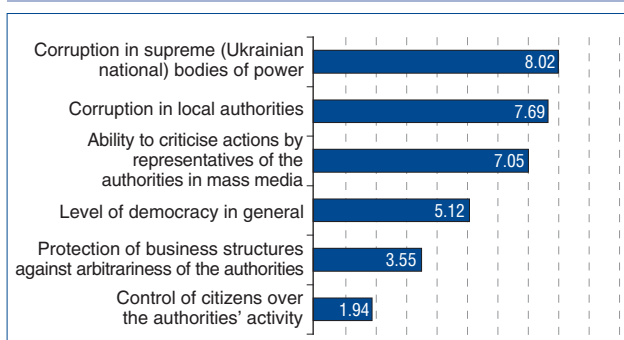 Corruption in supreme (Ukrainian
national) bodies of power
8.02
Corruption in local authorities
7.69
Ability to criticise actions by
representatives of the
authorities in mass media
7.05
Level of democracy in general
5.12
Protection of business structures
against arbitrariness of the authorities
3.55
Control of citizens over
the authorities’ activity
1.94